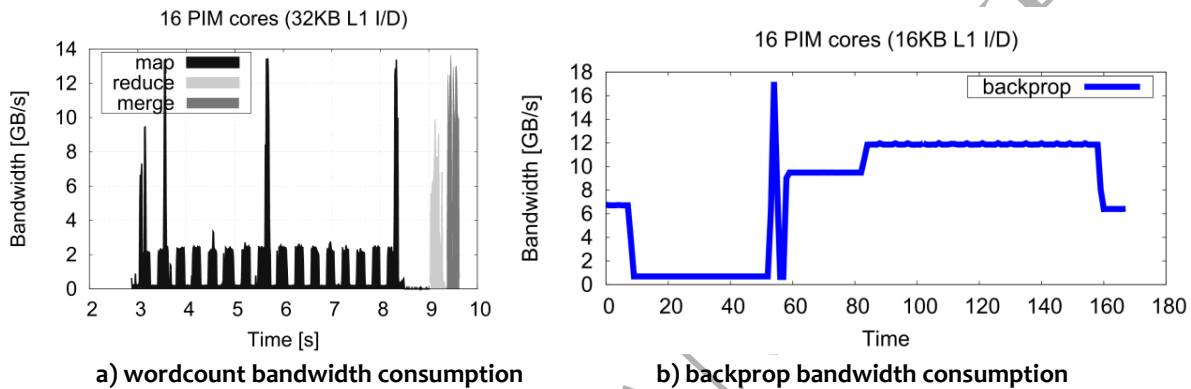 16 PIM cores (32KB L1 I/D)
14
12
10
8
6
4
2
0
map
reduce
merge
Bandwidth [GB/s]
2 3 4 5 6 7 8 9 10
Time [s]
a) wordcount bandwidth consumption
16 PIM cores (16KB L1 I/D)
18
16
14
12
10
8
6
4
2
0
backprop
Bandwidth [GB/s]
0 20 40 60 80 100 120 140 160 180
Time
b) backprop bandwidth consumption